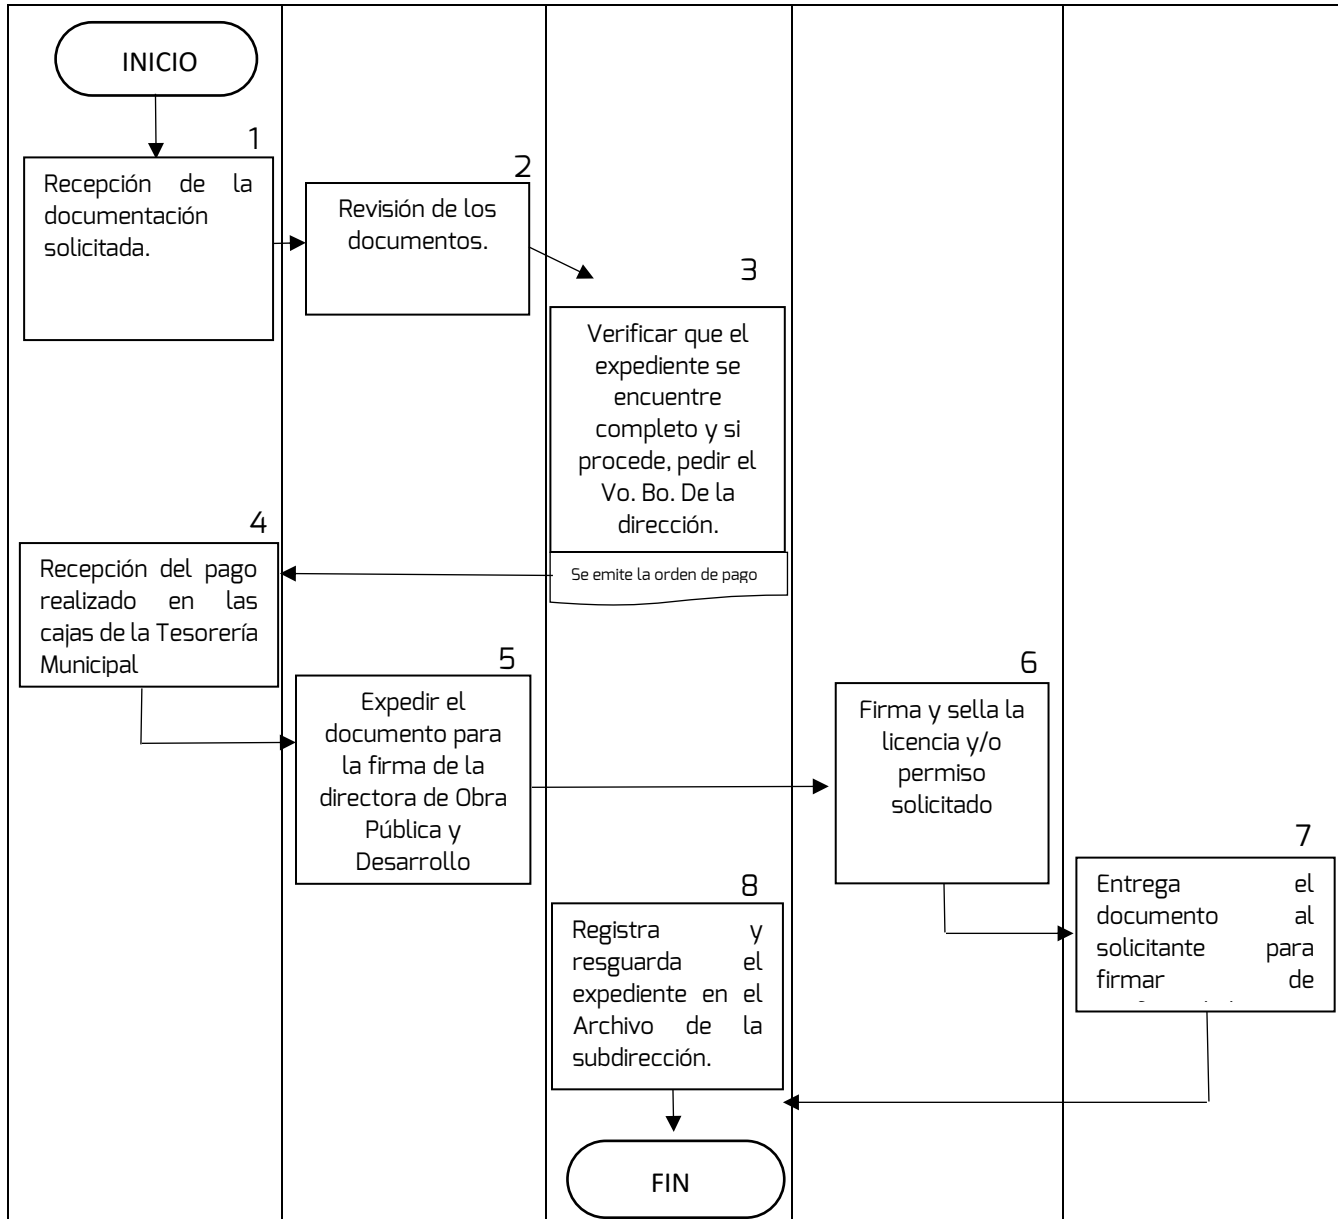 INICIO
1
Recepción de la
documentación
solicitada.
2
Revisión de los
documentos.
3
Verificar que el
expediente se
encuentre
completo y si
procede, pedir el
Vo. Bo. De la
dirección.
Se emite la orden de pago
4
Recepción del pago
realizado en las
cajas de la Tesorería
Municipal
5
Expedir el
documento para
la firma de la
directora de Obra
Pública y
Desarrollo
6
Firma y sella la
licencia y/o
permiso
solicitado
7
Entrega el
documento al
solicitante para
firmar de
8
Registra y
resguarda el
expediente en el
Archivo de la
subdirección.
FIN